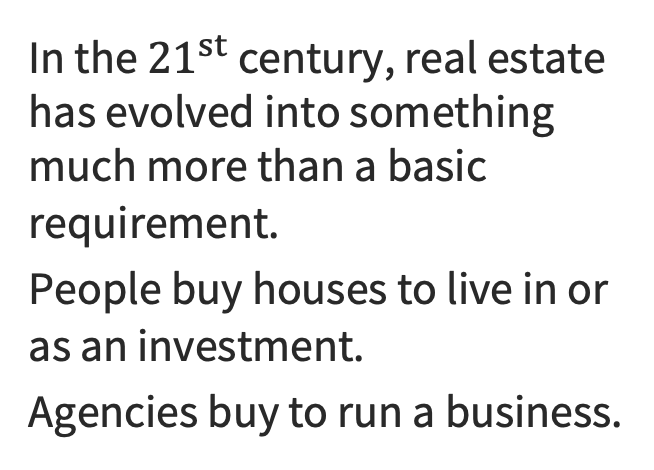 In the 21st century, real estate
has evolved into something
much more than a basic
requirement.
People buy houses to live in or
as an investment.
Agencies buy to run a business.